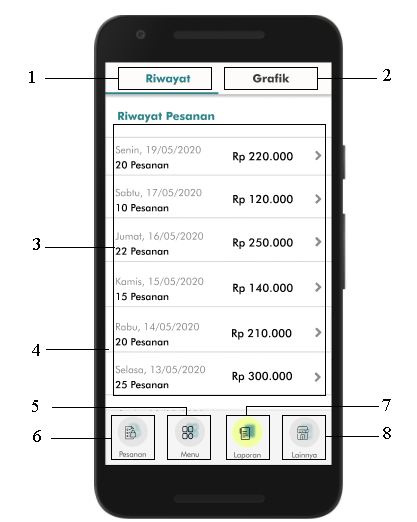 1
Riwayat
Grafik
2
Riwayat Pesanan
Senin, 19/05/2020
20 Pesanan
Rp 220.000
Sabtu, 17/05/2020
10 Pesanan
Rp 120.000
3
Jumat, 16/05/2020
22 Pesanan
Rp 250.000
Kamis, 15/05/2020
15 Pesanan
Rp 140.000
4
Rabu, 14/05/2020
20 Pesanan
Rp 210.000
Selasa, 13/05/2020
25 Pesanan
Rp 300.000
5
7
6
Pesanan
Menu
Laporan
Lainnya
8